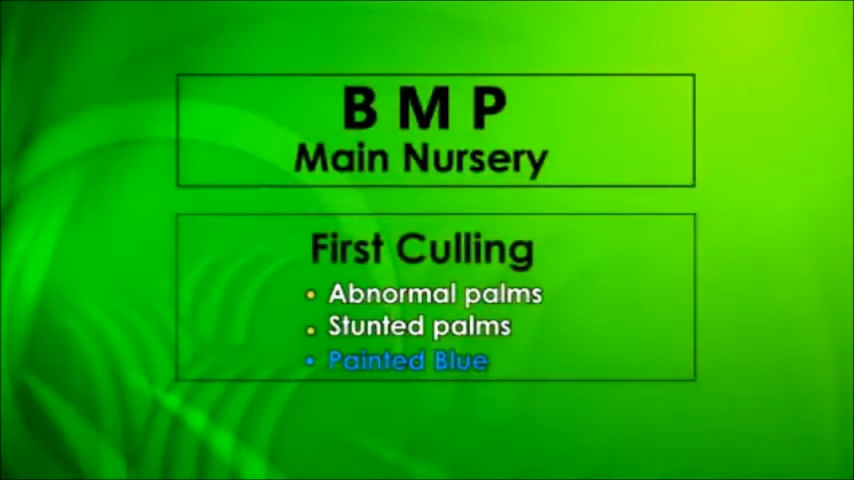 B M P
Main Nursery
First Culling
• Abnormal palms
• Stunted palms
• Painted Blue